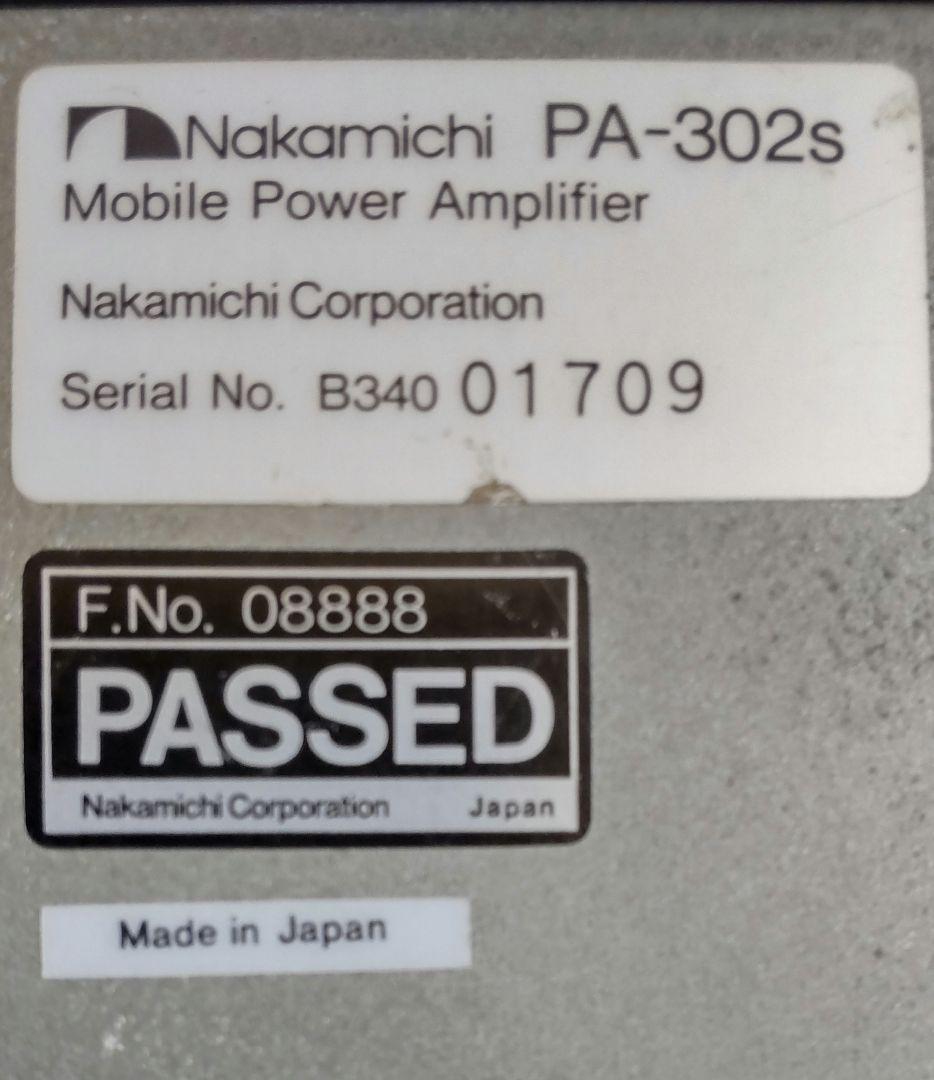 Nakamichi PA-302s
Mobile Power Amplifier
Nakamichi Corporation
Serial No. B340 01709
F.No. 08888
PASSED
Nakamichi Corporation Japan
Made in Japan